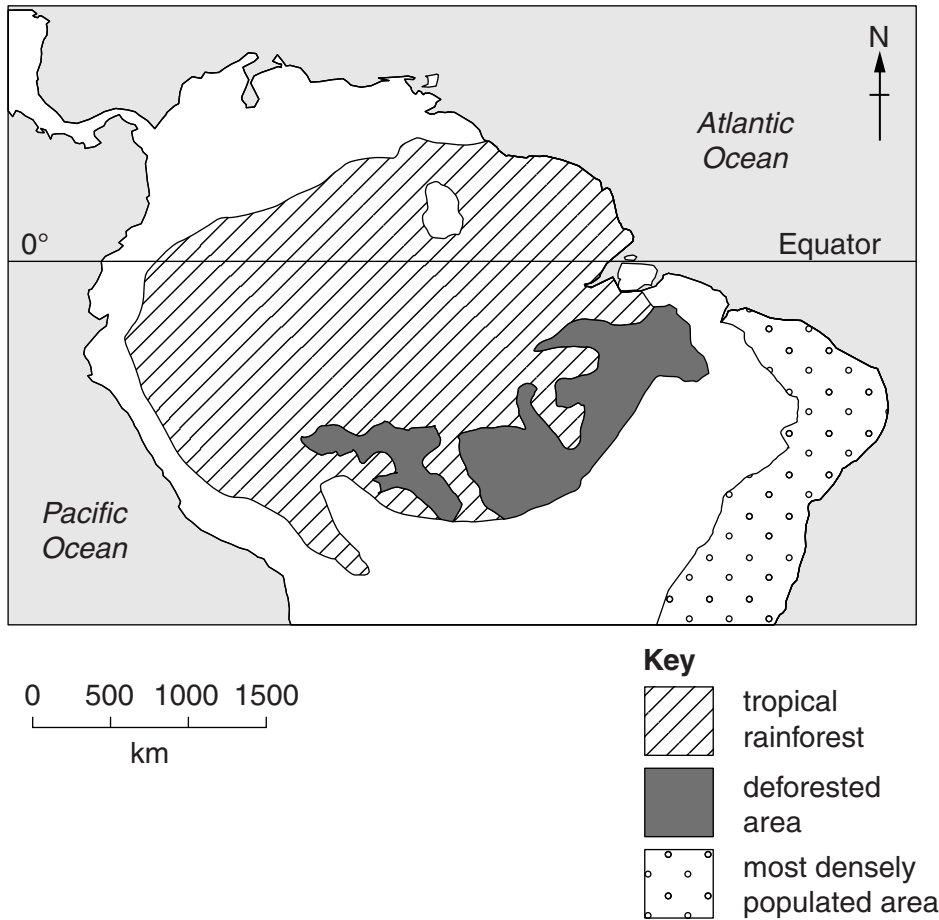 N
Atlantic
Ocean
0°
Equator
Pacific
Ocean
Key
0 500 1000 1500
km
tropical
rainforest
deforested
area
most densely
populated area